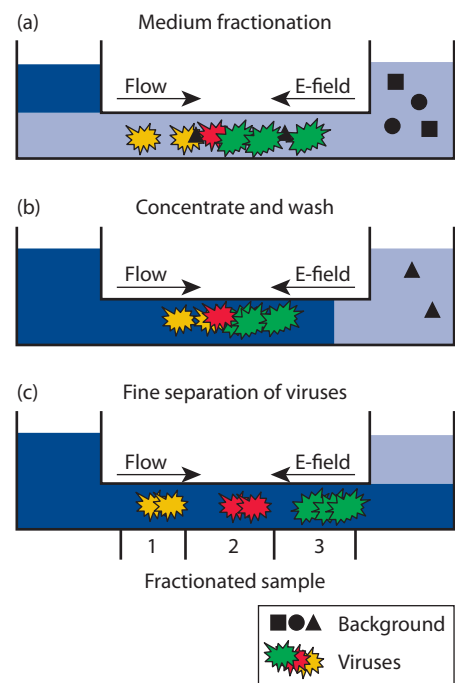 (a) Medium fractionation
Flow E-field
(b) Concentrate and wash
Flow E-field
(c) Fine separation of viruses
Flow E-field
1 2 3
Fractionated sample
Background
Viruses